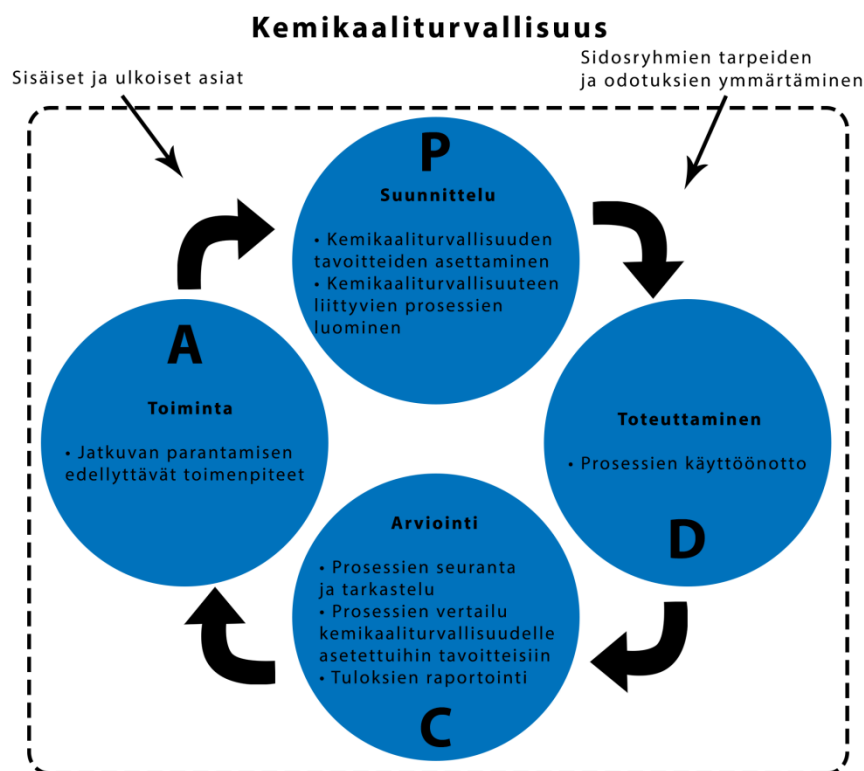 Kemikaaliturvallisuus
Sisäiset ja ulkoiset asiat
Sidosryhmien tarpeiden
ja odotuksien ymmärtäminen
P
Suunnittelu
• Kemikaaliturvallisuuden
tavoitteiden asettaminen
• Kemikaaliturvallisuuteen
liittyvien prosessien
luominen
A
Toiminta
• Jatkuvan parantamisen
edellyttävät toimenpiteet
Toteuttaminen
• Prosessien käyttöönotto
D
Arviointi
• Prosessien seuranta
ja tarkastelu
• Prosessien vertailu
kemikaaliturvallisuudelle
asetettuihin tavoitteisiin
• Tuloksien raportointi
C